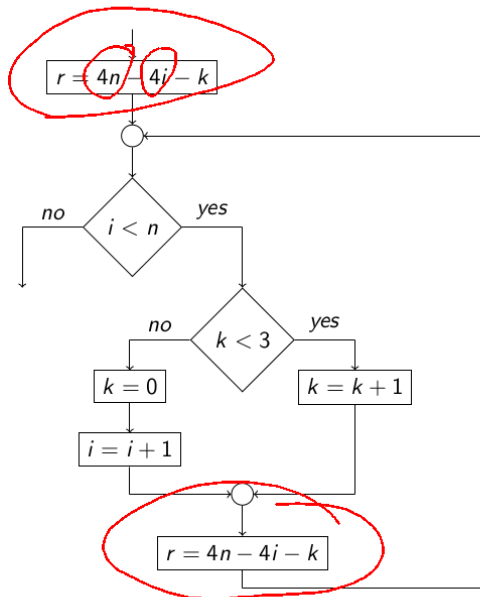 r = 4n − 4i − k
i < n
no
yes
k < 3
no
yes
k = 0
k = k + 1
i = i + 1
r = 4n − 4i − k